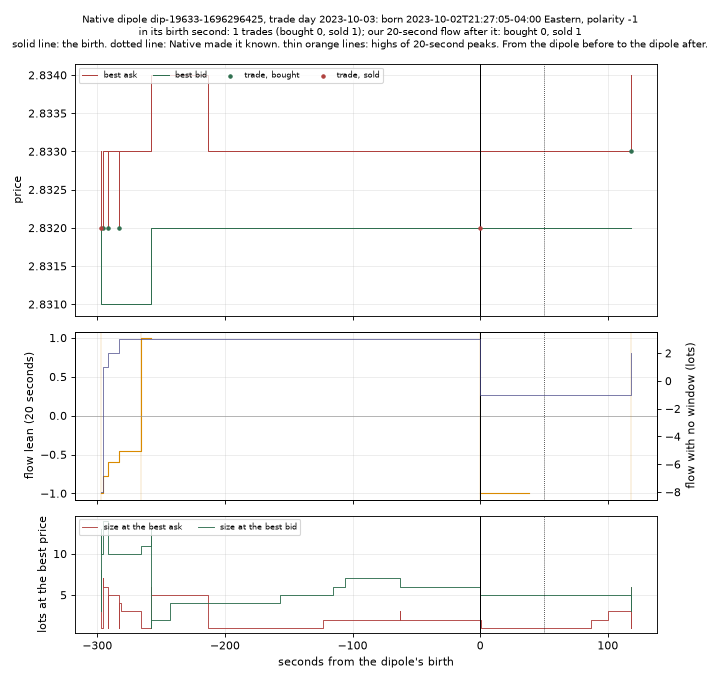 Native dipole dip-19633-1696296425, trade day 2023-10-03: born 2023-10-02T21:27:05-04:00 Eastern, polarity -1
in its birth second: 1 trades (bought 0, sold 1); our 20-second flow after it: bought 0, sold 1
solid line: the birth. dotted line: Native made it known. thin orange lines: highs of 20-second peaks. From the dipole before to the dipole after.
best ask
best bid
trade, bought
trade, sold
2.8340
2.8335
2.8330
2.8325
2.8320
2.8315
2.8310
price
1.0
0.5
0.0
−0.5
−1.0
flow lean (20 seconds)
2
0
−2
−4
−6
−8
flow with no window (lots)
size at the best ask
size at the best bid
10
5
lots at the best price
−300
−200
−100
0
100
seconds from the dipole's birth